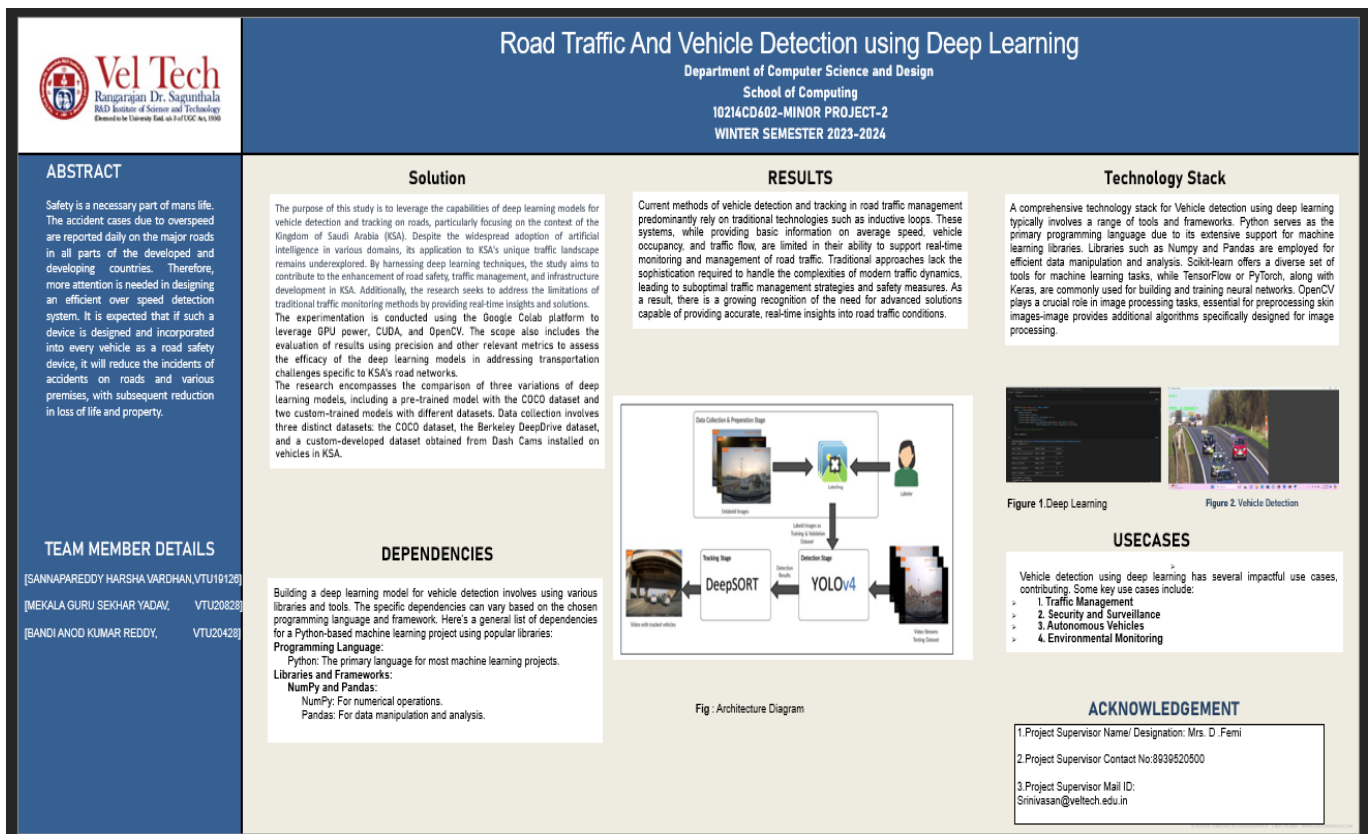 Vel Tech
Rangarajan Dr. Sagunthala
R&D Institute of Science and Technology
(Deemed to be University Estd. u/s 3 of UGC Act, 1956)
Road Traffic And Vehicle Detection using Deep Learning
Department of Computer Science and Design
School of Computing
10214CD602-MINOR PROJECT-2
WINTER SEMESTER 2023-2024
ABSTRACT
Safety is a necessary part of mans life.
The accident cases due to overspeed
are reported daily on the major roads
in all parts of the developed and
developing countries. Therefore,
more attention is needed in designing
an efficient over speed detection
system. It is expected that if such a
device is designed and incorporated
into every vehicle as a road safety
device, it will reduce the incidents of
accidents on roads and various
premises, with subsequent reduction
in loss of life and property.
TEAM MEMBER DETAILS
[SANNAPAREDDY HARSHA VARDHAN,VTU19126]
[MEKALA GURU SEKHAR YADAV, VTU20828]
[BANDI ANOD KUMAR REDDY, VTU20428]
Solution
The purpose of this study is to leverage the capabilities of deep learning models for
vehicle detection and tracking on roads, particularly focusing on the context of the
Kingdom of Saudi Arabia (KSA). Despite the widespread adoption of artificial
intelligence in various domains, its application to KSA's unique traffic landscape
remains underexplored. By harnessing deep learning techniques, the study aims to
contribute to the enhancement of road safety, traffic management, and infrastructure
development in KSA. Additionally, the research seeks to address the limitations of
traditional traffic monitoring methods by providing real-time insights and solutions.
The experiment is conducted using the Google Colab platform to
leverage GPU power, CUDA, and OpenCV. The scope also includes the
evaluation of results using precision and other relevant metrics to assess
the efficacy of the deep learning models in addressing transportation
challenges specific to KSA's road networks.
The research encompasses the comparison of three variations of deep
learning models, including a pre-trained model with the COCO dataset and
two custom-trained models with different datasets. Data collection involves
three distinct datasets: the COCO dataset, the Berkeley DeepDrive dataset,
and a custom-developed dataset obtained from Dash Cams installed on
vehicles in KSA.
DEPENDENCIES
Building a deep learning model for vehicle detection involves using various
libraries and tools. The specific dependencies can vary based on the chosen
programming language and framework. Here's a general list of dependencies
for a Python-based machine learning project using popular libraries:
Programming Language:
Python: The primary language for most machine learning projects.
Libraries and Frameworks:
NumPy and Pandas:
NumPy: For numerical operations.
Pandas: For data manipulation and analysis.
RESULTS
Current methods of vehicle detection and tracking in road traffic management
predominantly rely on traditional technologies such as inductive loops. These
systems, while providing basic information on average speed, vehicle
occupancy, and traffic flow, are limited in their ability to support real-time
monitoring and management of road traffic. Traditional approaches lack the
sophistication required to handle the complexities of modern traffic dynamics,
leading to suboptimal traffic management strategies and safety measures. As
a result, there is a growing recognition of the need for advanced solutions
capable of providing accurate, real-time insights into road traffic conditions.
Data Collection & Preparation Stage
Unlabeld Images
Labelling
Labeler
Labeld Images as
Training & Validation
Dataset
Tracking Stage
DeepSORT
Detection
Results
Detection Stage
YOLOv4
Video with tracked vehicles
Video Streams
Testing Dataset
Fig : Architecture Diagram
Technology Stack
A comprehensive technology stack for Vehicle detection using deep learning
typically involves a range of tools and frameworks. Python serves as the
primary programming language due to its extensive support for machine
learning libraries. Libraries such as Numpy and Pandas are employed for
efficient data manipulation and analysis. Scikit-learn offers a diverse set of
tools for machine learning tasks, while TensorFlow or PyTorch, along with
Keras, are commonly used for building and training neural networks. OpenCV
plays a crucial role in image processing tasks, essential for preprocessing skin
images-image provides additional algorithms specifically designed for image
processing.
Figure 1.Deep Learning
Figure 2. Vehicle Detection
USECASES
Vehicle detection using deep learning has several impactful use cases,
contributing. Some key use cases include:
1. Traffic Management
2. Security and Surveillance
3. Autonomous Vehicles
4. Environmental Monitoring
ACKNOWLEDGEMENT
1.Project Supervisor Name/ Designation: Mrs. D .Femi
2.Project Supervisor Contact No:8939520500
3.Project Supervisor Mail ID:
Srinivasan@veltech.edu.in